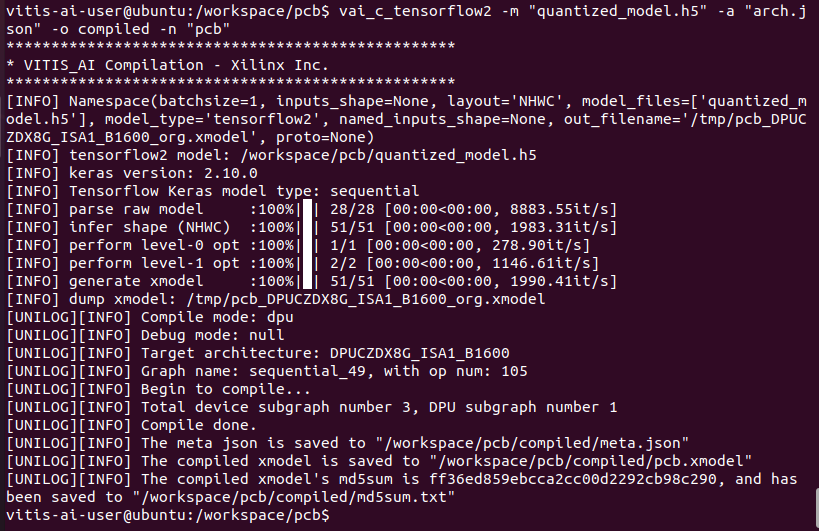 vitis-ai-user@ubuntu:/workspace/pcb$ vai_c_tensorflow2 -m "quantized_model.h5" -a "arch.j
son" -o compiled -n "pcb"
**************************************************
* VITIS_AI Compilation - Xilinx Inc.
**************************************************
[INFO] Namespace(batchsize=1, inputs_shape=None, layout='NHWC', model_files=['quantized_m
odel.h5'], model_type='tensorflow2', named_inputs_shape=None, out_filename='/tmp/pcb_DPUC
ZDX8G_ISA1_B1600_org.xmodel', proto=None)
[INFO] tensorflow2 model: /workspace/pcb/quantized_model.h5
[INFO] keras version: 2.10.0
[INFO] Tensorflow Keras model type: sequential
[INFO] parse raw model     :100%|█| 28/28 [00:00<00:00, 8883.55it/s]
[INFO] infer shape (NHWC)  :100%|█| 51/51 [00:00<00:00, 1983.31it/s]
[INFO] perform level-0 opt :100%|█| 1/1 [00:00<00:00, 278.90it/s]
[INFO] perform level-1 opt :100%|█| 2/2 [00:00<00:00, 1146.61it/s]
[INFO] generate xmodel     :100%|█| 51/51 [00:00<00:00, 1990.41it/s]
[INFO] dump xmodel: /tmp/pcb_DPUCZDX8G_ISA1_B1600_org.xmodel
[UNILOG][INFO] Compile mode: dpu
[UNILOG][INFO] Debug mode: null
[UNILOG][INFO] Target architecture: DPUCZDX8G_ISA1_B1600
[UNILOG][INFO] Graph name: sequential_49, with op num: 105
[UNILOG][INFO] Begin to compile...
[UNILOG][INFO] Total device subgraph number 3, DPU subgraph number 1
[UNILOG][INFO] Compile done.
[UNILOG][INFO] The meta json is saved to "/workspace/pcb/compiled/meta.json"
[UNILOG][INFO] The compiled xmodel is saved to "/workspace/pcb/compiled/pcb.xmodel"
[UNILOG][INFO] The compiled xmodel's md5sum is ff36ed859ebcca2cc00d2292cb98c290, and has
been saved to "/workspace/pcb/compiled/md5sum.txt"
vitis-ai-user@ubuntu:/workspace/pcb$